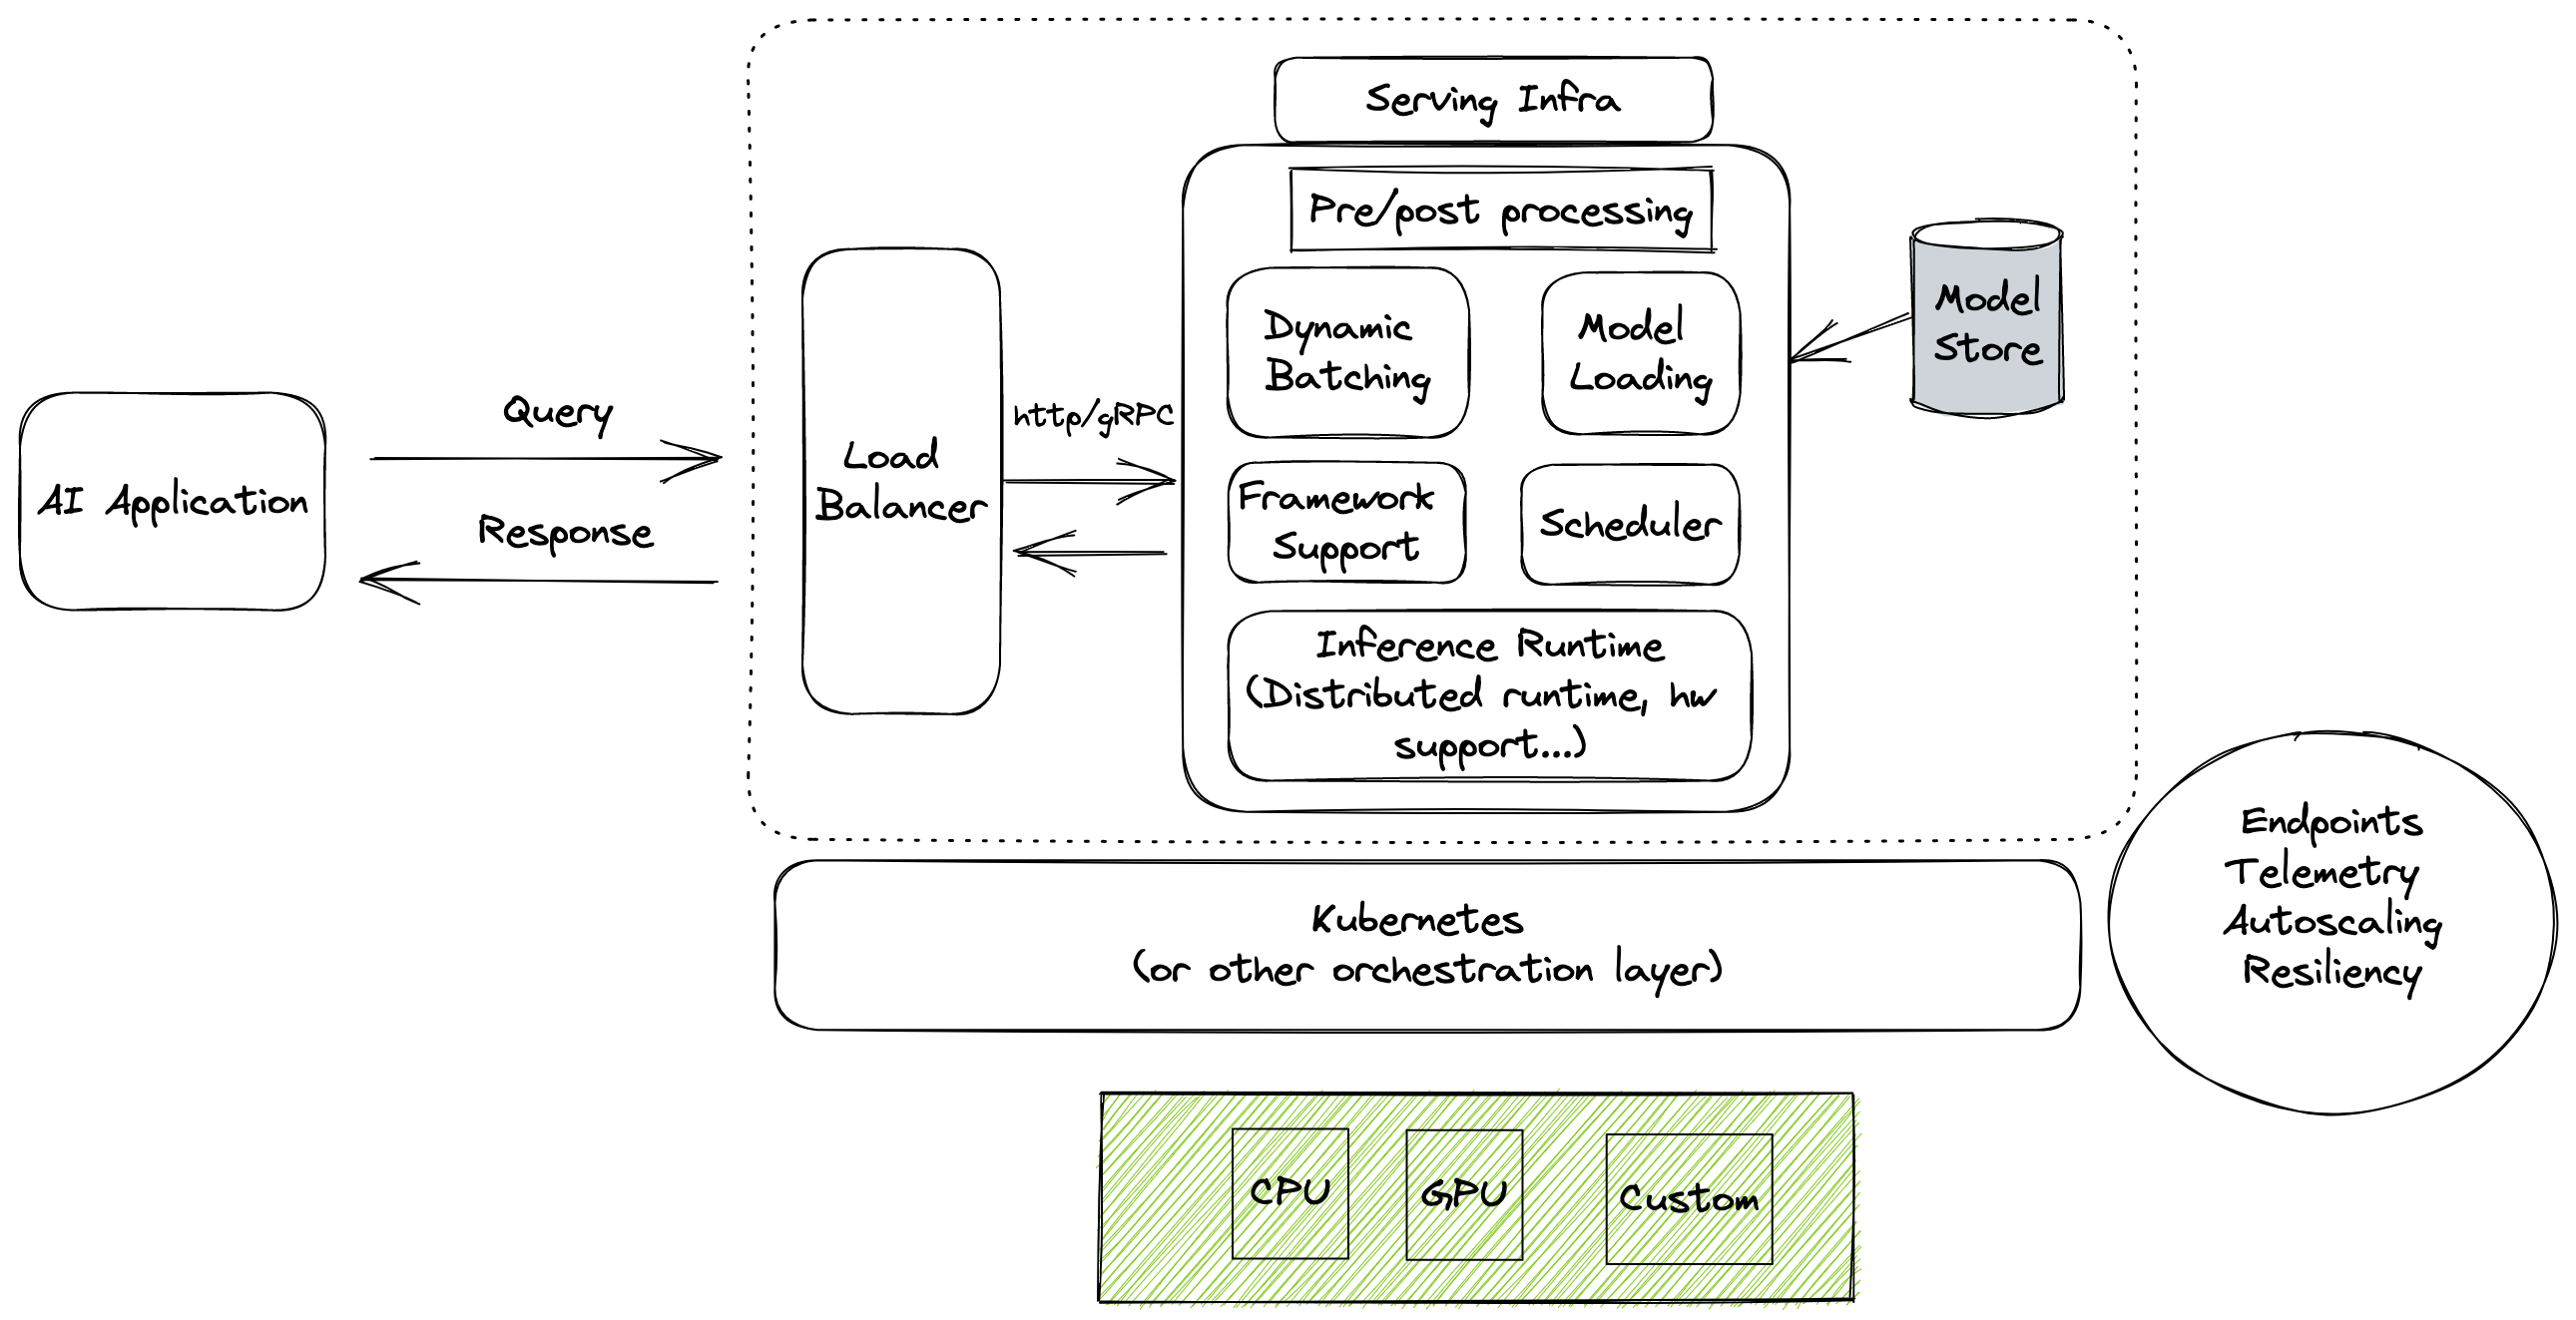 Serving Infra
Pre/post processing
Dynamic
Batching
Model
Loading
Model
Store
AI Application
Query
Response
Load
Balancer
http/gRPC
Framework
Support
Scheduler
Inference Runtime
(Distributed runtime, hw
support...)
Kubernetes
(or other orchestration layer)
Endpoints
Telemetry
Autoscaling
Resiliency
CPU
GPU
Custom